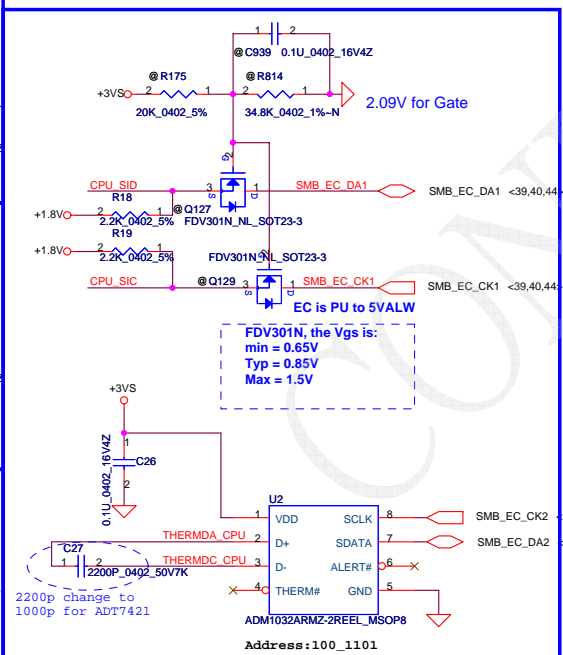 1 2
@C939 0.1U_0402_16V4Z
@R175 @R814
+3VS 2 1 2 1
20K_0402_5% 34.8K_0402_1%~N 2.09V for Gate
2
G
CPU_SID 3 1 SMB_EC_DA1 SMB_EC_DA1 <39,40,44
R18 S D
+1.8V 2 1 @Q127
2.2K_0402_5% FDV301N_NL_SOT23-3
R19
+1.8V 2 1 FDV301N_NL_SOT23-3
2.2K_0402_5% 2
G
CPU_SIC @Q129 3 1 SMB_EC_CK1 SMB_EC_CK1 <39,40,44
S D
EC is PU to 5VALW
FDV301N, the Vgs is:
min = 0.65V
Typ = 0.85V
Max = 1.5V
+3VS
1
C26
0.1U_0402_16V4Z
2
U2
1 VDD SCLK 8 SMB_EC_CK2
THERMDA_CPU 2 D+ SDATA 7 SMB_EC_DA2
C27
1 2 THERMDC_CPU 3 D- ALERT# 6
2200P_0402_50V7K
4 THERM# GND 5
2200p change to
1000p for ADT7421
ADM1032ARMZ-2REEL_MSOP8
Address:100_1101
CON